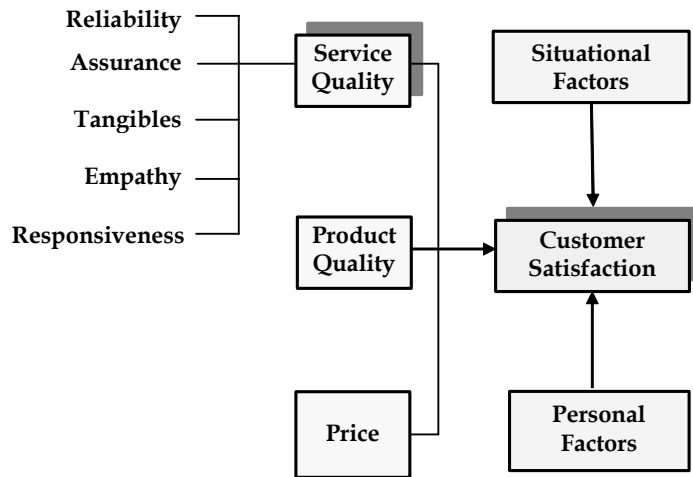 Reliability
Assurance
Tangibles
Empathy
Responsiveness
Service
Quality
Product
Quality
Price
Situational
Factors
Customer
Satisfaction
Personal
Factors